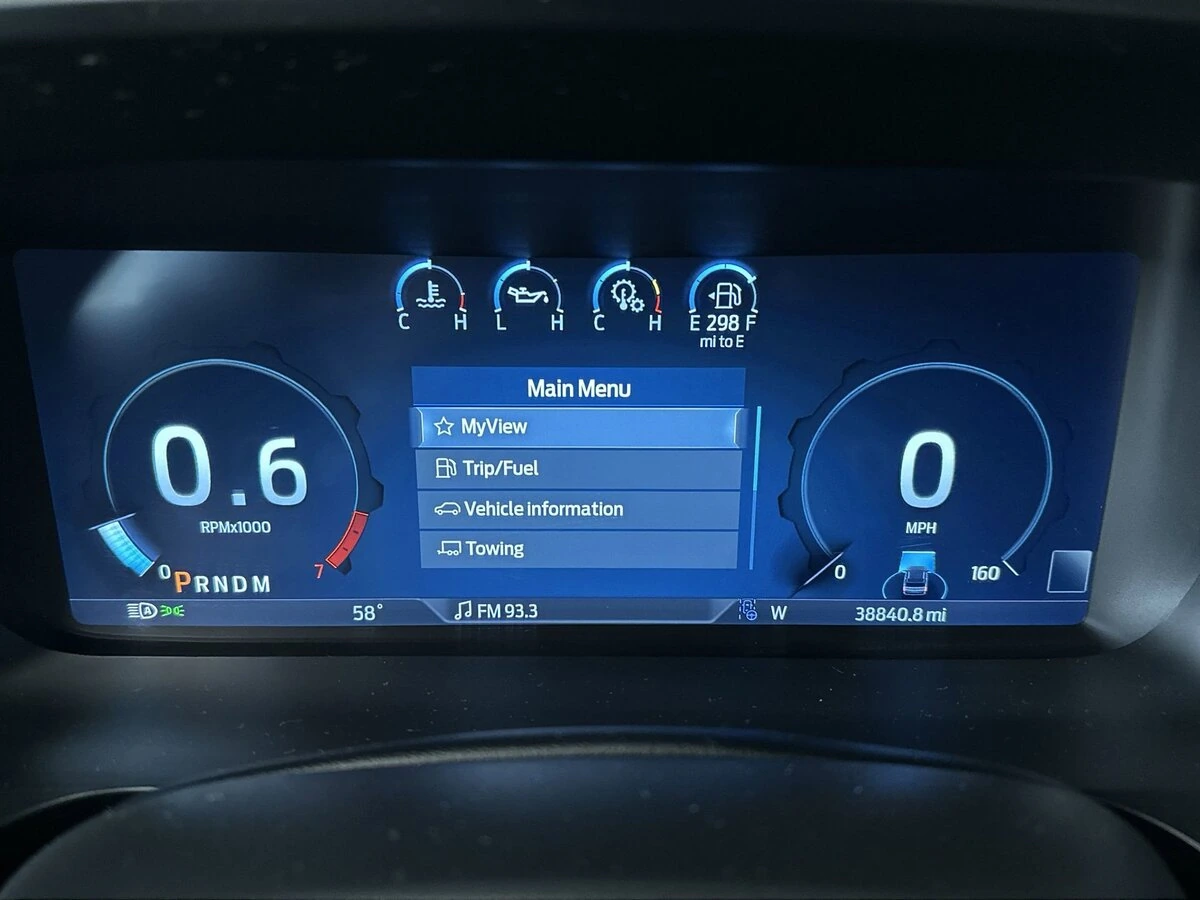 C H L H C H E 298 F
mi to E
Main Menu
MyView
Trip/Fuel
Vehicle information
Towing
0.6
RPMx1000
0 7
PRNDM
0
MPH
0 160
A
58°
FM 93.3
W
38840.8 mi